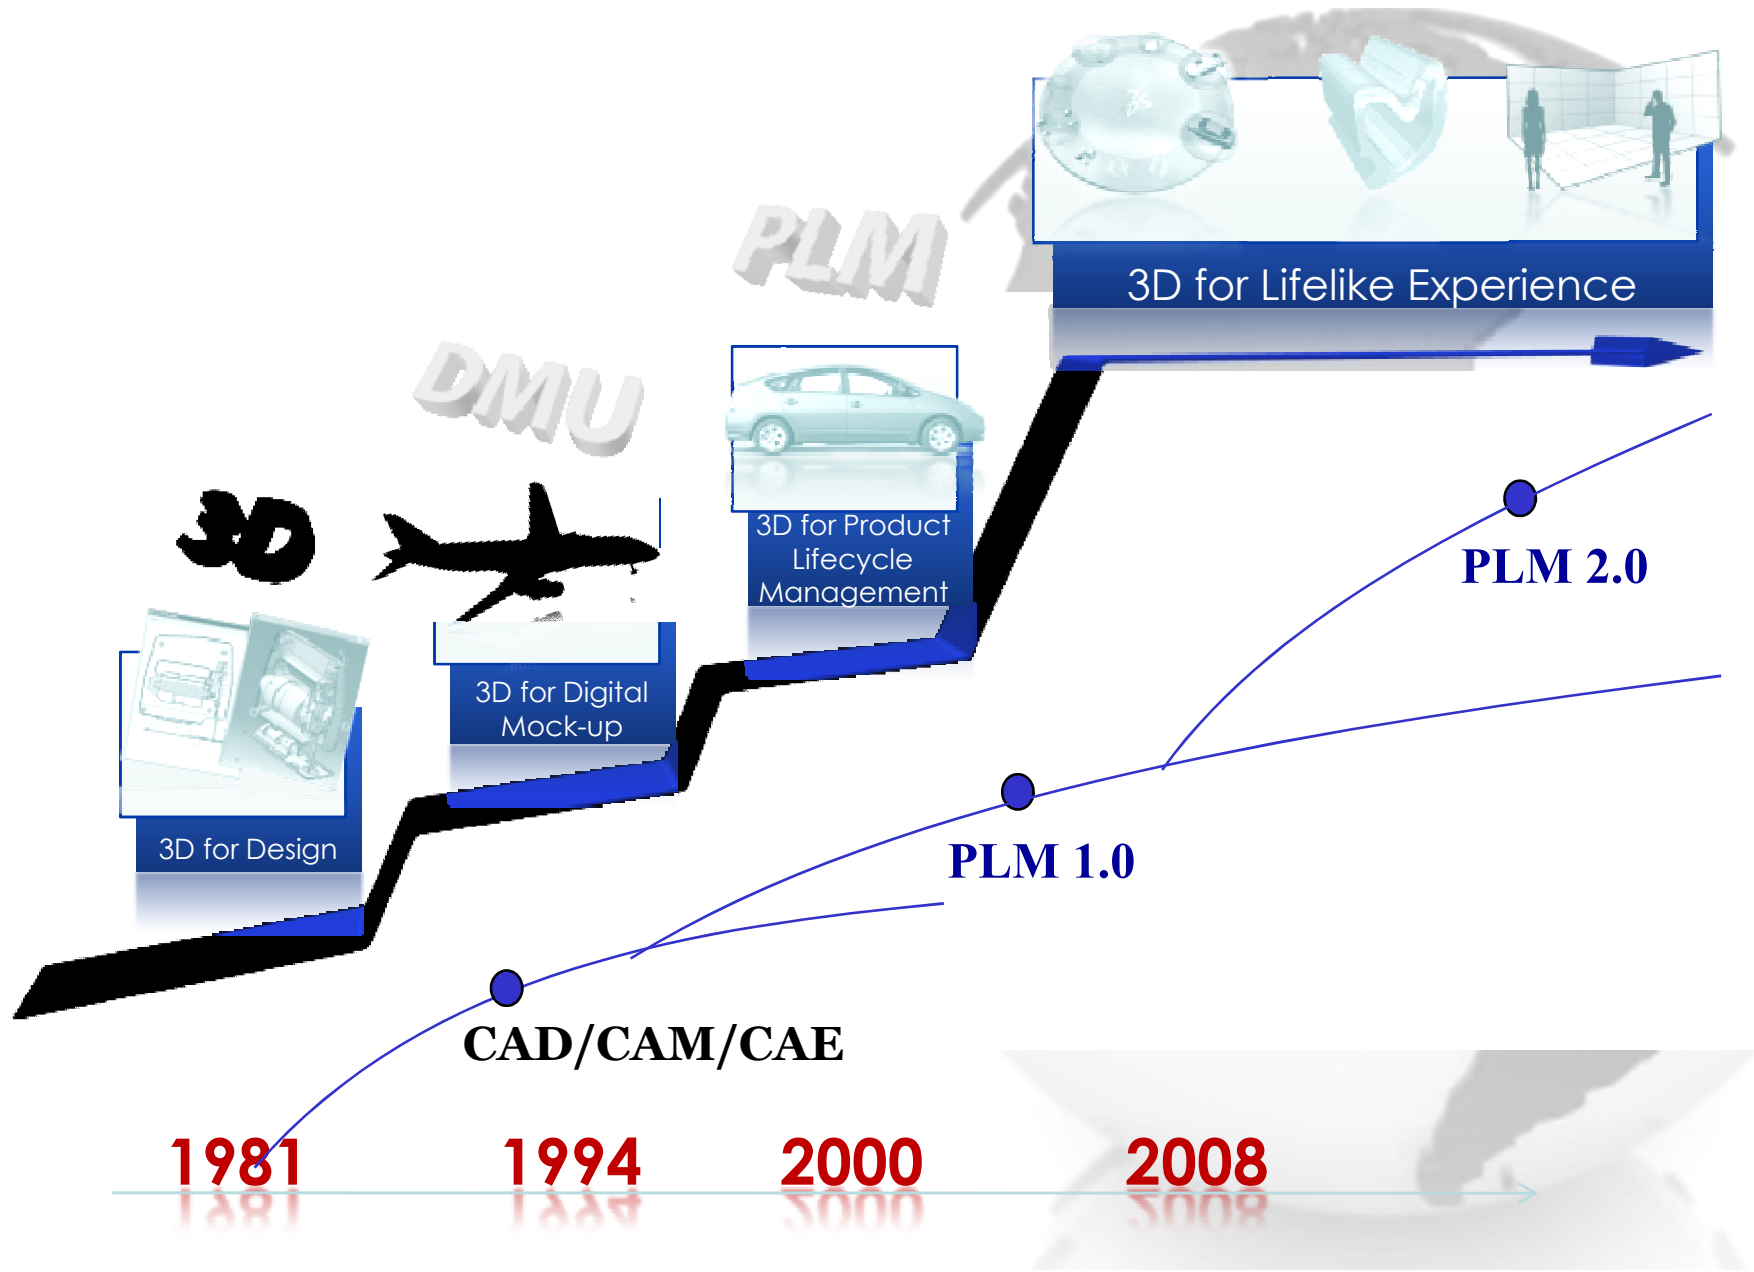 3D for Lifelike Experience
PLM
DMU
3D
3D for Product
Lifecycle
Management
3D for Digital
Mock-up
3D for Design
PLM 2.0
PLM 1.0
CAD/CAM/CAE
1981
1994
2000
2008